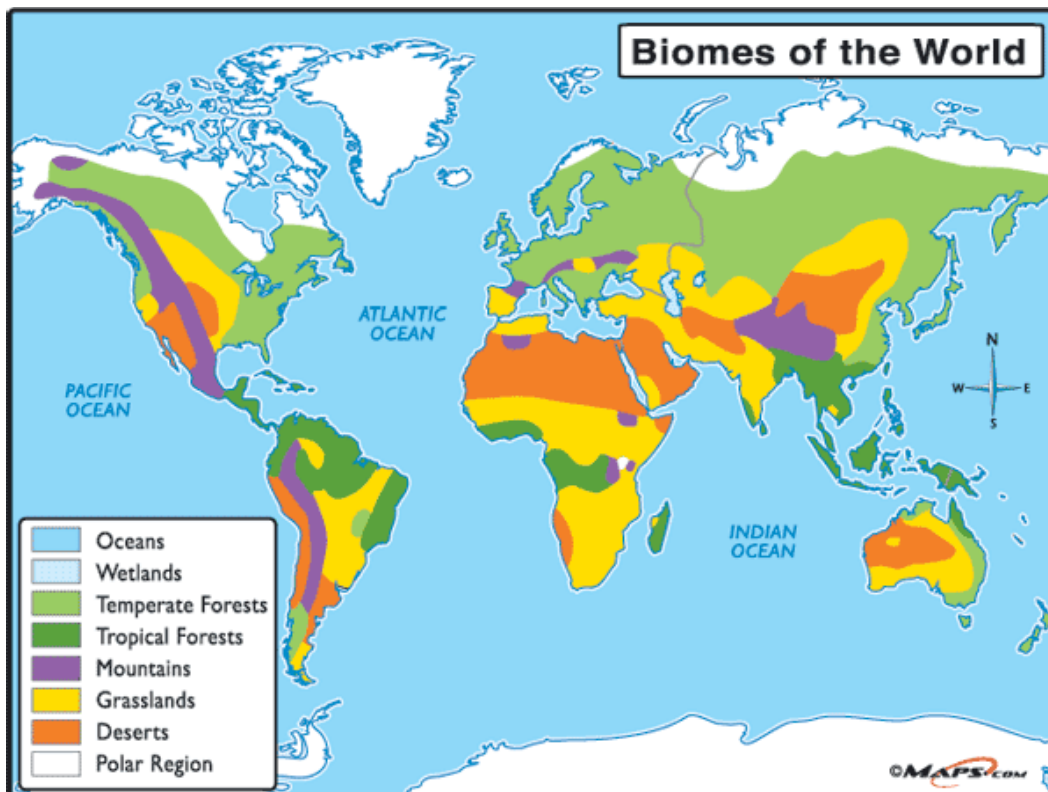 Biomes of the World
ATLANTIC
OCEAN
PACIFIC
OCEAN
N
W
E
S
INDIAN
OCEAN
Oceans
Wetlands
Temperate Forests
Tropical Forests
Mountains
Grasslands
Deserts
Polar Region
©MAPS.COM